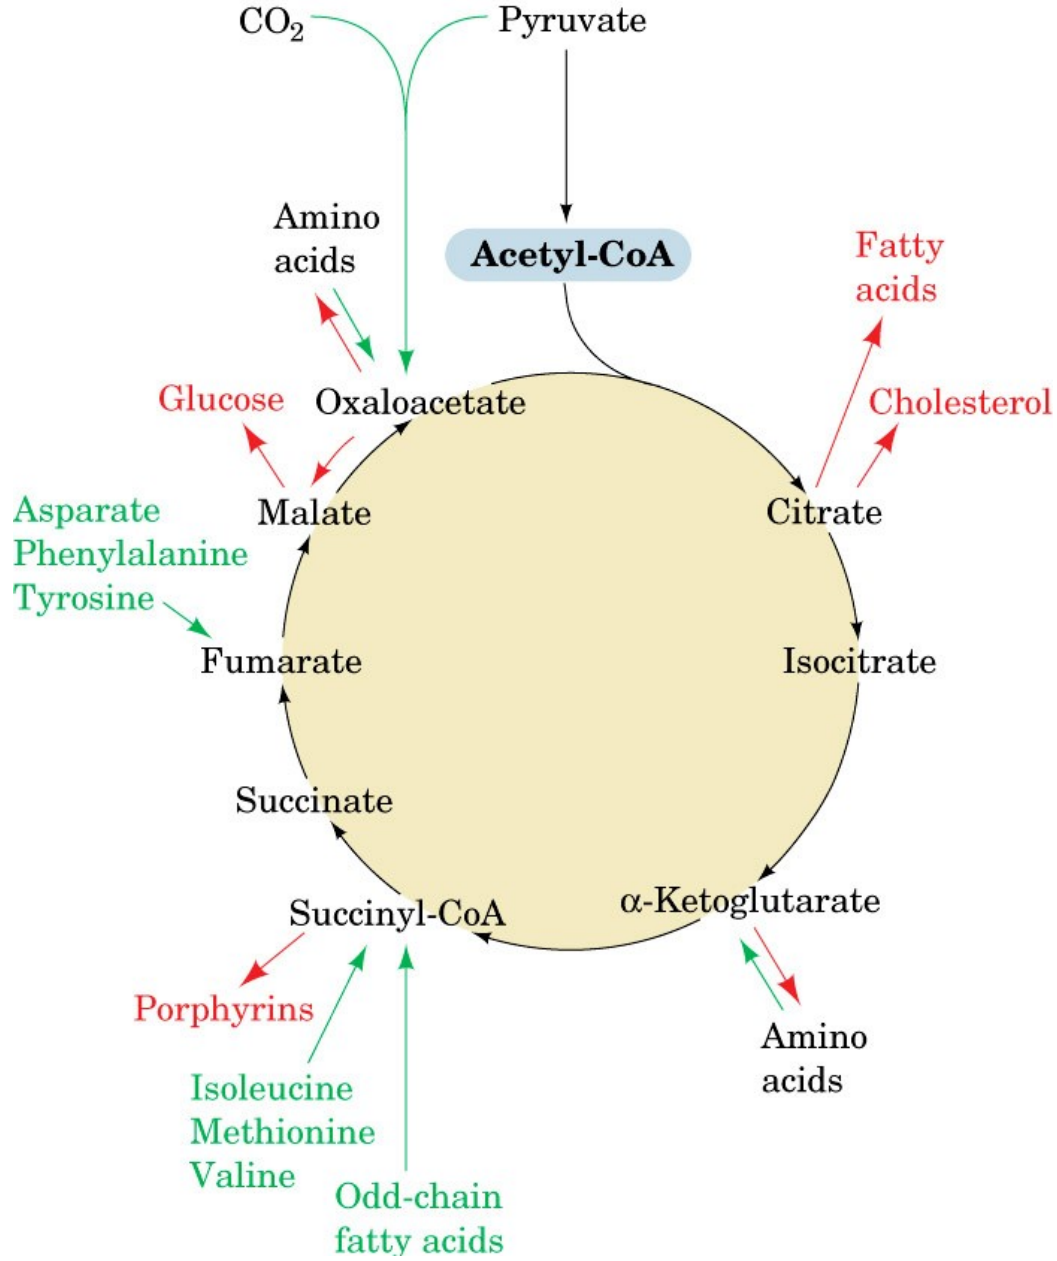 CO₂
Pyruvate
Amino
acids
Acetyl-CoA
Fatty
acids
Glucose
Oxaloacetate
Cholesterol
Malate
Citrate
Asparate
Phenylalanine
Tyrosine
Fumarate
Isocitrate
Succinate
Succinyl-CoA
α-Ketoglutarate
Porphyrins
Amino
acids
Isoleucine
Methionine
Valine
Odd-chain
fatty acids